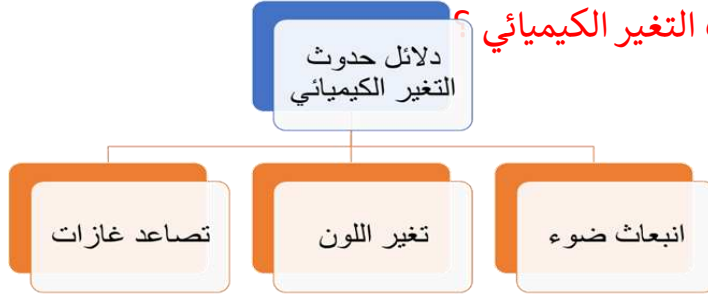 التغير الكيميائي ؟
دلائل حدوث
التغير الكيميائي
انبعاث ضوء
تغير اللون
تصاعد غازات